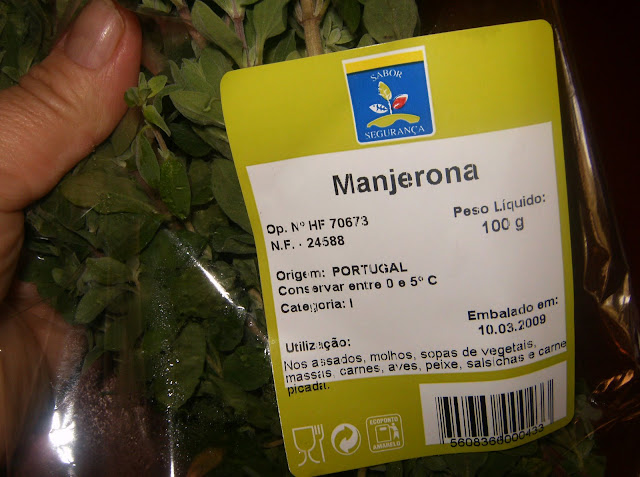 SABOR
SEGURANÇA
Manjerona
Op. Nº HF 70673
N.F. - 24588
Peso Líquido:
100 g
Origem: PORTUGAL
Conservar entre 0 e 5º C
Categoria: I
Embalado em:
10.03.2009
Utilização:
Nos assados, molhos, sopas de vegetais,
massas, carnes, aves, peixe, salsichas e carne
picada.
ECOPONTO
AMARELO
5608366000433